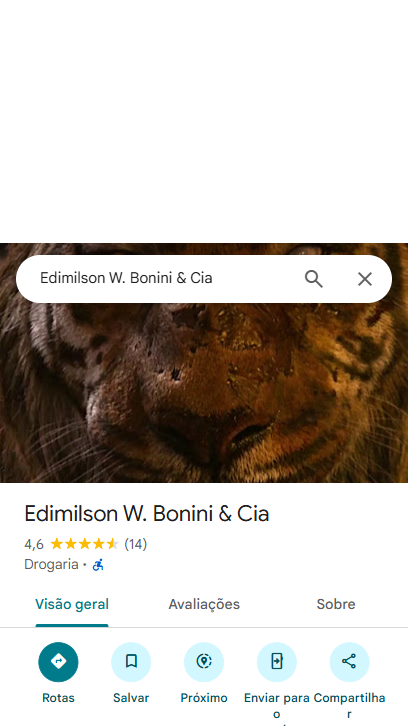 Edimilson W. Bonini & Cia
Edimilson W. Bonini & Cia
4,6 (14)
Drogaria •
Visão geral Avaliações Sobre
Rotas Salvar Próximo Enviar para Compartilha
o r